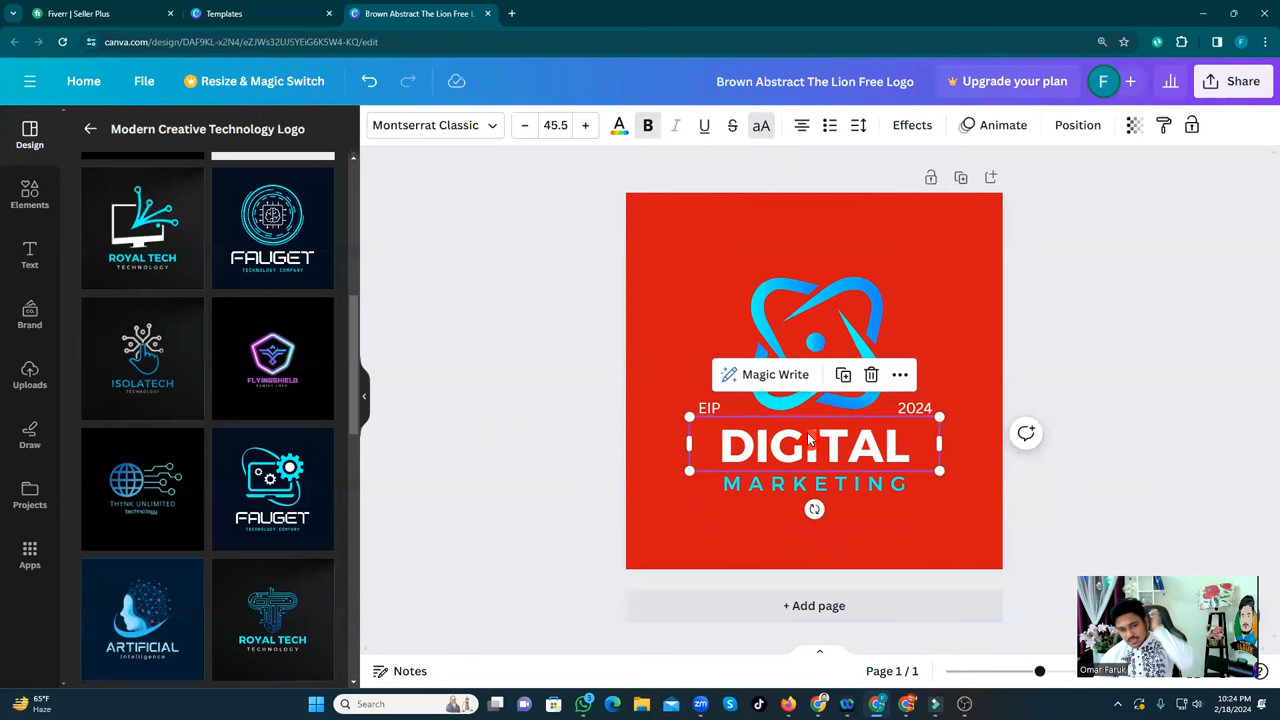 Fiverr | Seller Plus
Templates
Brown Abstract The Lion Free L
canva.com/design/DAF9KL-x2N4/eZJWs32UJ5YEiG6K5W4-KQ/edit
Home
File
Resize & Magic Switch
Brown Abstract The Lion Free Logo
Upgrade your plan
F
Share
Design
Elements
Text
Brand
Uploads
Draw
Projects
Apps
Modern Creative Technology Logo
ROYAL TECH
TECHNOLOGY
FAUGET
TECHNOLOGY COMPANY
ISOLATECH
TECHNOLOGY
FLYINGSHIELD
THYNK UNLIMITED
technology
FAUGET
TECHNOLOGY COMPANY
ARTIFICIAL
Intelligence
ROYAL TECH
TECHNOLOGY
Montserrat Classic
45.5
A
B
I
U
S
aA
Effects
Animate
Position
Magic Write
EIP
2024
DIGITAL
MARKETING
+ Add page
Notes
Page 1 / 1
Omar Faruk
65°F
Haze
Search
10:24 PM
2/18/2024